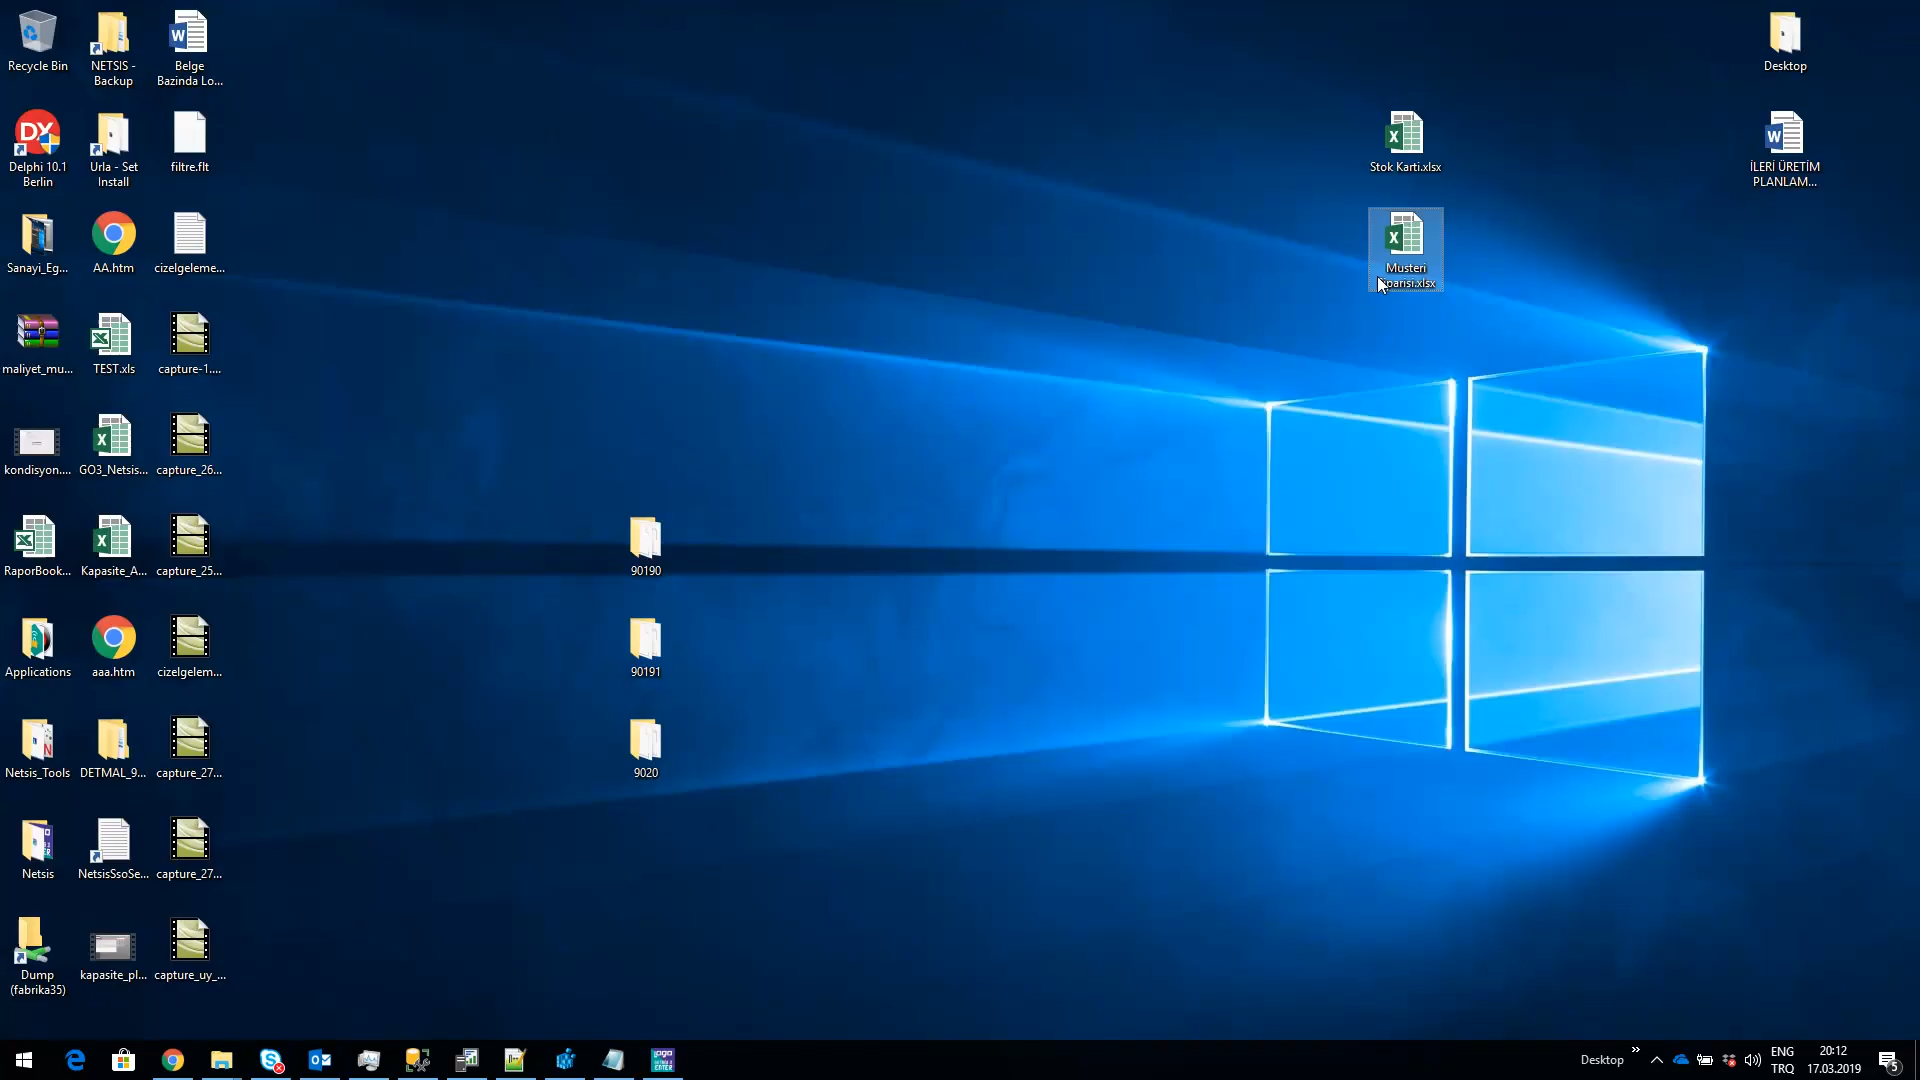 Recycle Bin
NETSIS -
Backup
Belge
Bazinda Lo...
Desktop
Delphi 10.1
Berlin
Urla - Set
Install
filtre.flt
Stok Karti.xlsx
İLERİ ÜRETİM
PLANLAM...
Sanayi_Eg...
AA.htm
cizelgeleme...
Musteri
parisi.xlsx
maliyet_mu...
TEST.xls
capture-1....
kondisyon....
GO3_Netsis...
capture_26...
RaporBook...
Kapasite_A...
capture_25...
90190
Applications
aaa.htm
cizelgelem...
90191
Netsis_Tools
DETMAL_9...
capture_27...
9020
Netsis
NetsisSsoSe...
capture_27...
Dump
(fabrika35)
kapasite_pl...
capture_uy_...
Desktop
ENG
TRQ
20:12
17.03.2019
5